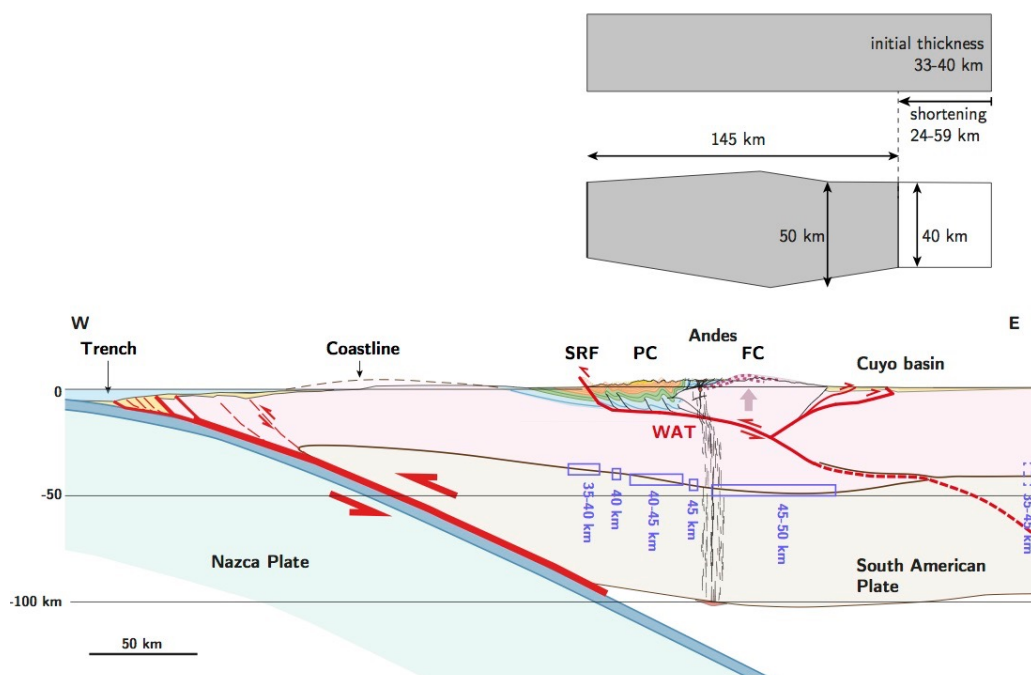 initial thickness
33-40 km
shortening
24-59 km
145 km
50 km
40 km
W
E
Andes
Trench
Coastline
SRF
PC
FC
Cuyo basin
0
WAT
-50
35-40 km
40 km
40-45 km
45 km
45-50 km
Nazca Plate
South American
Plate
-100 km
50 km